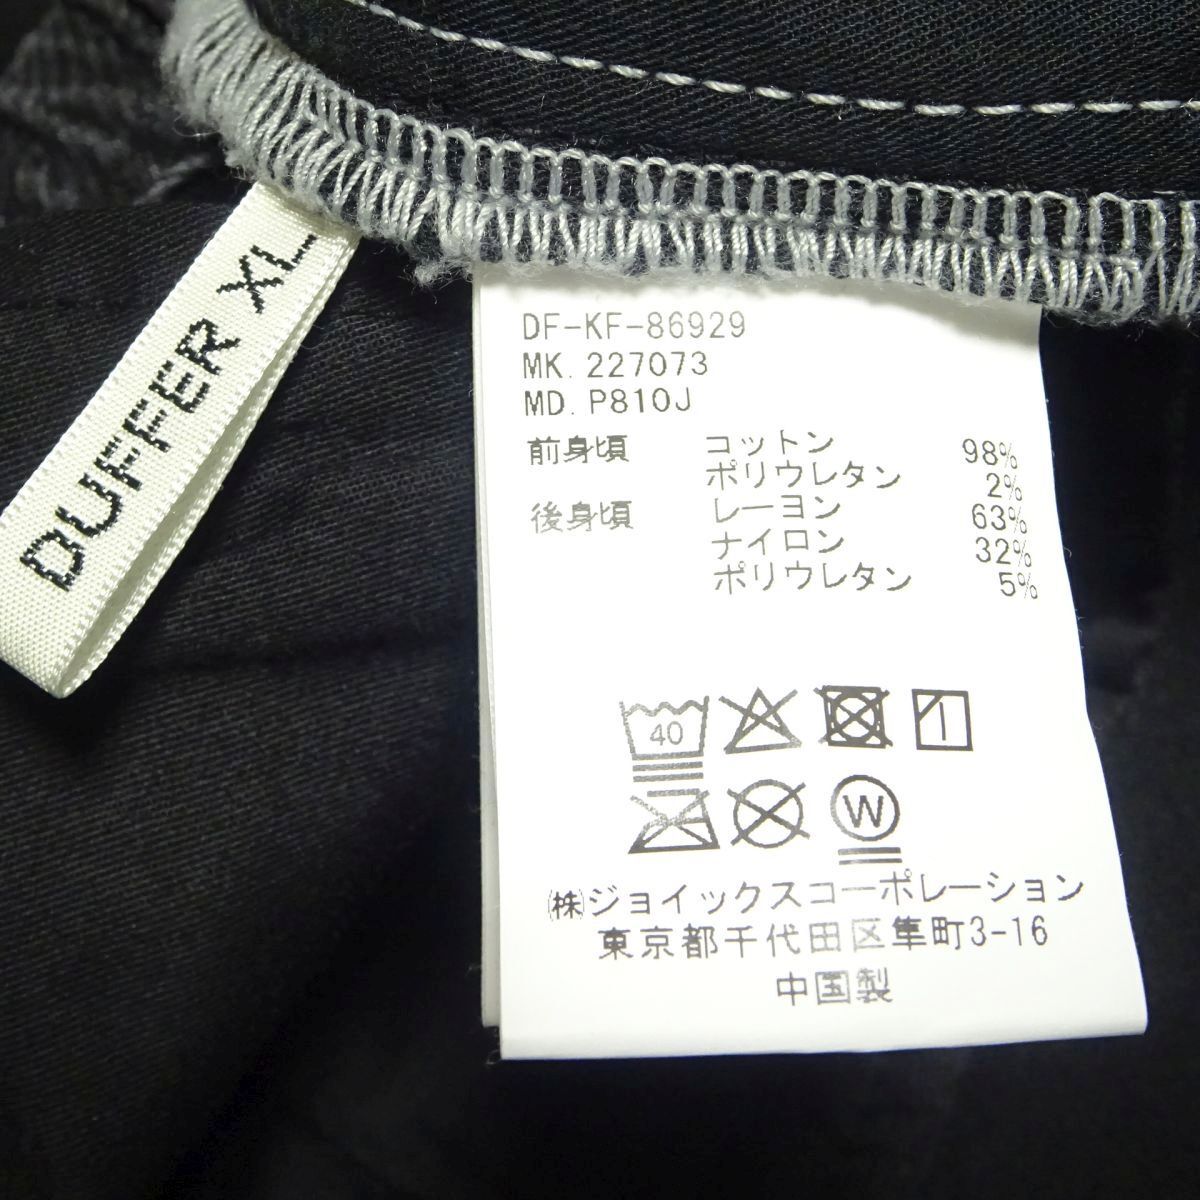 DUFFER XL
DF-KF-86929
MK. 227073
MD. P810J
前身頃 コットン 98%
ポリウレタン 2%
後身頃 レーヨン 63%
ナイロン 32%
ポリウレタン 5%
40
W
㈱ジョイックスコーポレーション
東京都千代田区隼町3-16
中国製